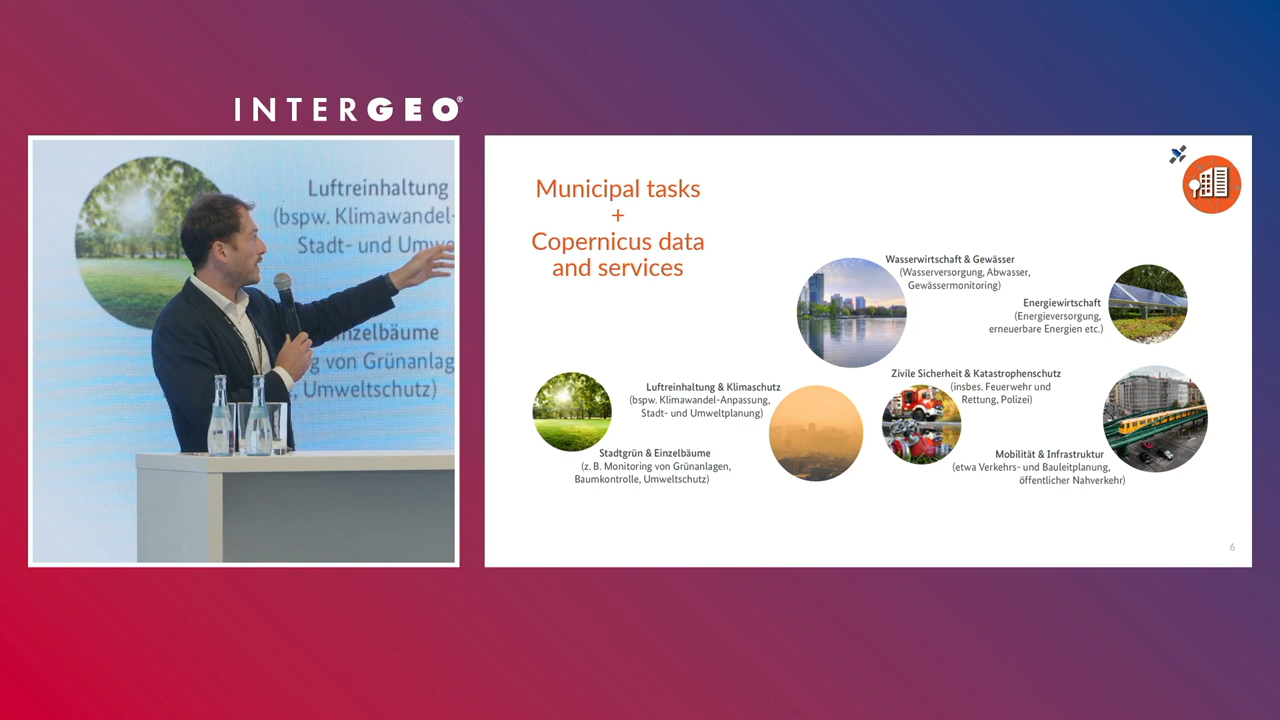 INTERGEO®
Luftreinhaltung
(bspw. Klimawandel-
Stadt- und Umwe
inzelbäume
g von Grünanlag
, Umweltschutz)
Municipal tasks
+
Copernicus data
and services
Wasserwirtschaft & Gewässer
(Wasserversorgung, Abwasser,
Gewässermonitoring)
Energiewirtschaft
(Energieversorgung,
erneuerbare Energien etc.)
Luftreinhaltung & Klimaschutz
(bspw. Klimawandel-Anpassung,
Stadt- und Umweltplanung)
Zivile Sicherheit & Katastrophenschutz
(insbes. Feuerwehr und
Rettung, Polizei)
Stadtgrün & Einzelbäume
(z. B. Monitoring von Grünanlagen,
Baumkontrolle, Umweltschutz)
Mobilität & Infrastruktur
(etwa Verkehrs- und Bauleitplanung,
öffentlicher Nahverkehr)
6